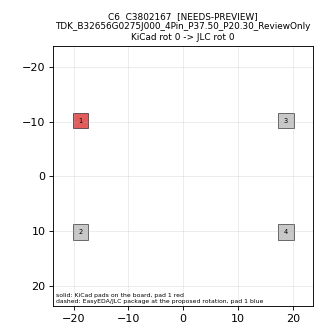 C6 C3802167 [NEEDS-PREVIEW]
TDK_B32656G0275J000_4Pin_P37.50_P20.30_ReviewOnly
KiCad rot 0 -> JLC rot 0
−20
−10
1
3
0
10
2
4
20
solid: KiCad pads on the board, pad 1 red
dashed: EasyEDA/JLC package at the proposed rotation, pad 1 blue
−20 −10 0 10 20